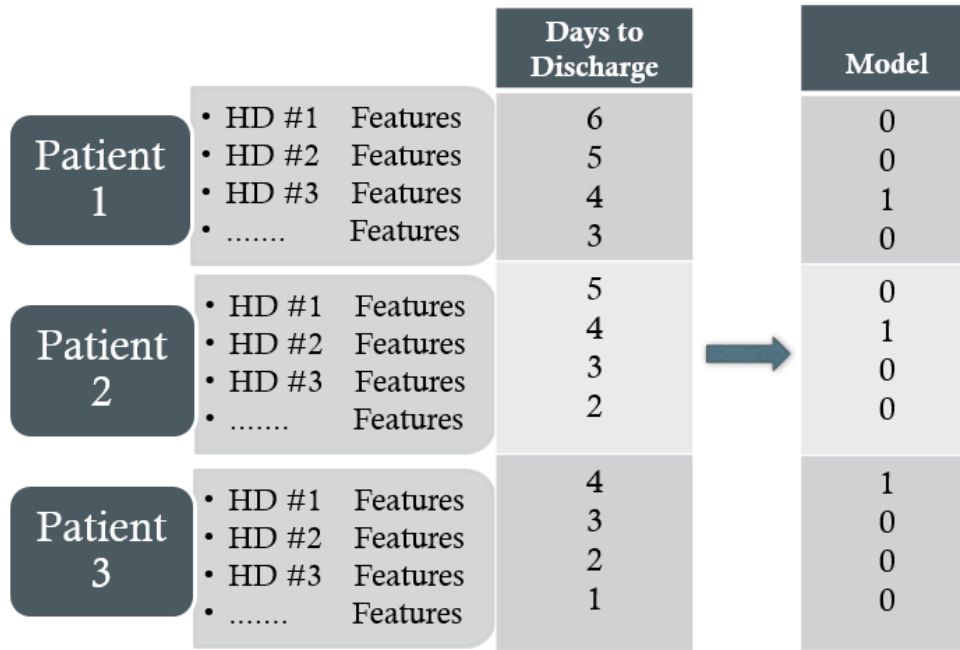 Days to
Discharge
Model
Patient
1
• HD #1 Features 6 0
• HD #2 Features 5 0
• HD #3 Features 4 1
• ....... Features 3 0
Patient
2
• HD #1 Features 5 0
• HD #2 Features 4 1
• HD #3 Features 3 0
• ....... Features 2 0
Patient
3
• HD #1 Features 4 1
• HD #2 Features 3 0
• HD #3 Features 2 0
• ....... Features 1 0